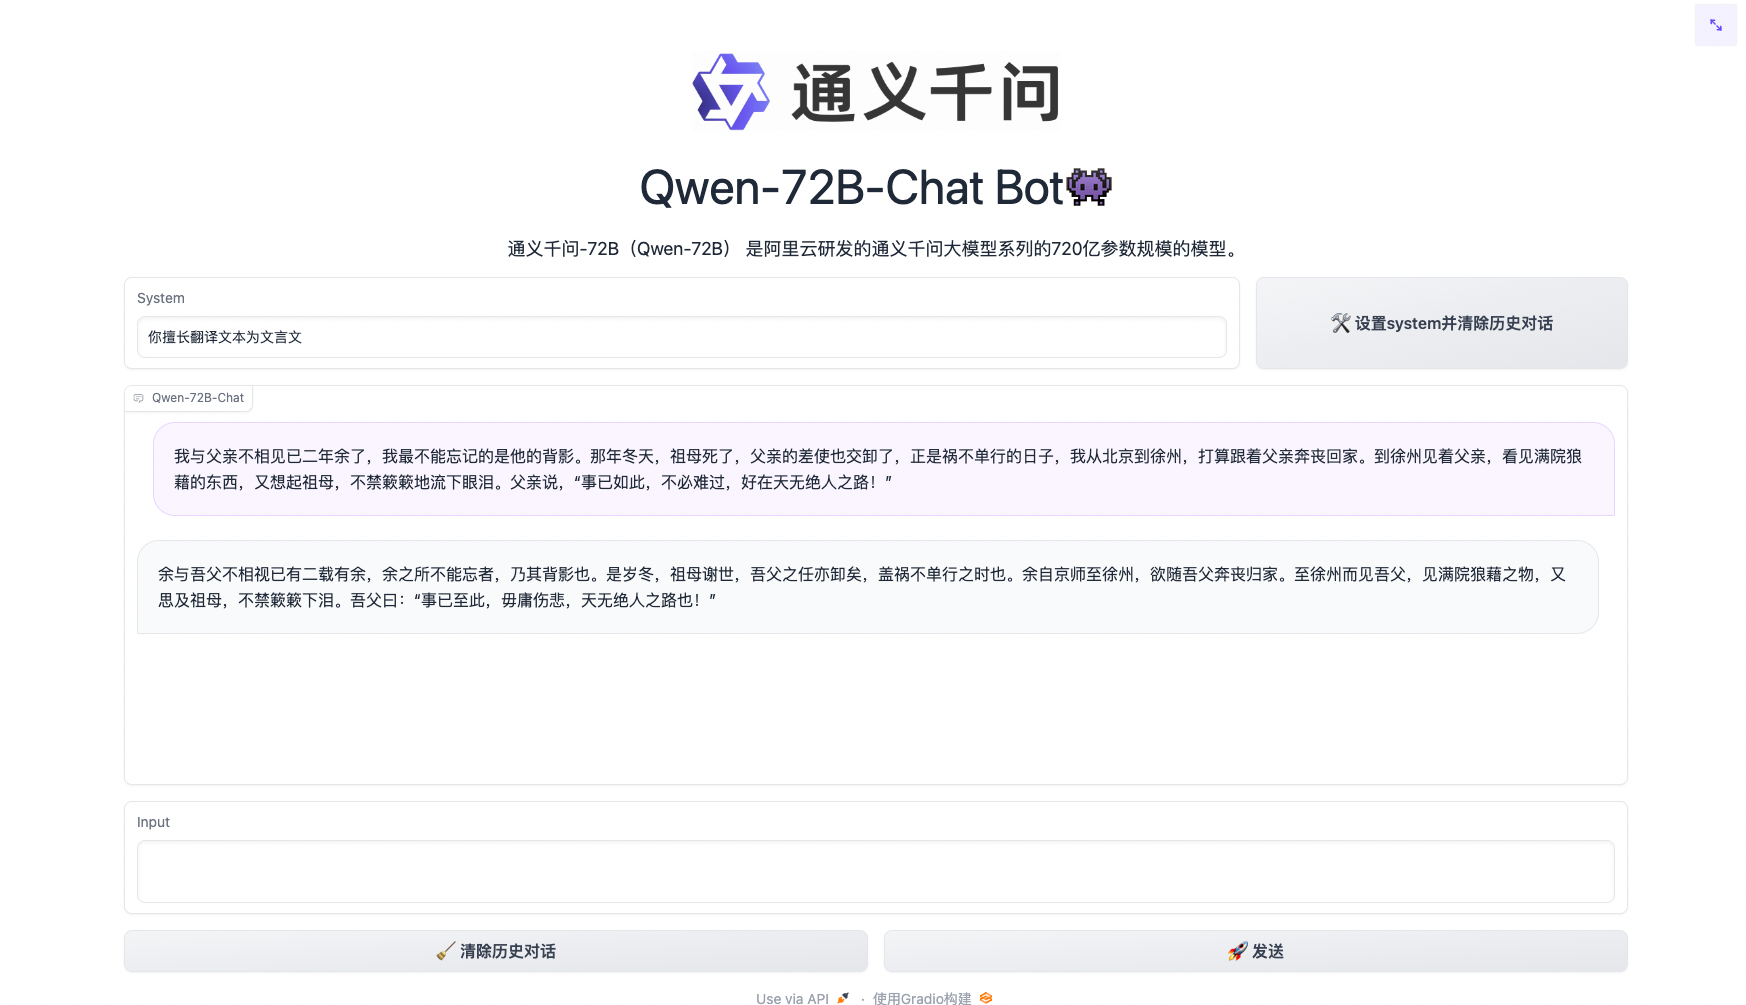 通义千问
Qwen-72B-Chat Bot👾
通义千问-72B（Qwen-72B） 是阿里云研发的通义千问大模型系列的720亿参数规模的模型。
System
你擅长翻译文本为文言文
🛠️ 设置system并清除历史对话
Qwen-72B-Chat
我与父亲不相见已二年余了，我最不能忘记的是他的背影。那年冬天，祖母死了，父亲的差使也交卸了，正是祸不单行的日子，我从北京到徐州，打算跟着父亲奔丧回家。到徐州见着父亲，看见满院狼
藉的东西，又想起祖母，不禁簌簌地流下眼泪。父亲说，“事已如此，不必难过，好在天无绝人之路！”
余与吾父不相视已有二载有余，余之所不能忘者，乃其背影也。是岁冬，祖母谢世，吾父之任亦卸矣，盖祸不单行之时也。余自京师至徐州，欲随吾父奔丧归家。至徐州而见吾父，见满院狼藉之物，又
思及祖母，不禁簌簌下泪。吾父曰：“事已至此，毋庸伤悲，天无绝人之路也！”
Input
🧹 清除历史对话
🚀 发送
Use via API · 使用Gradio构建